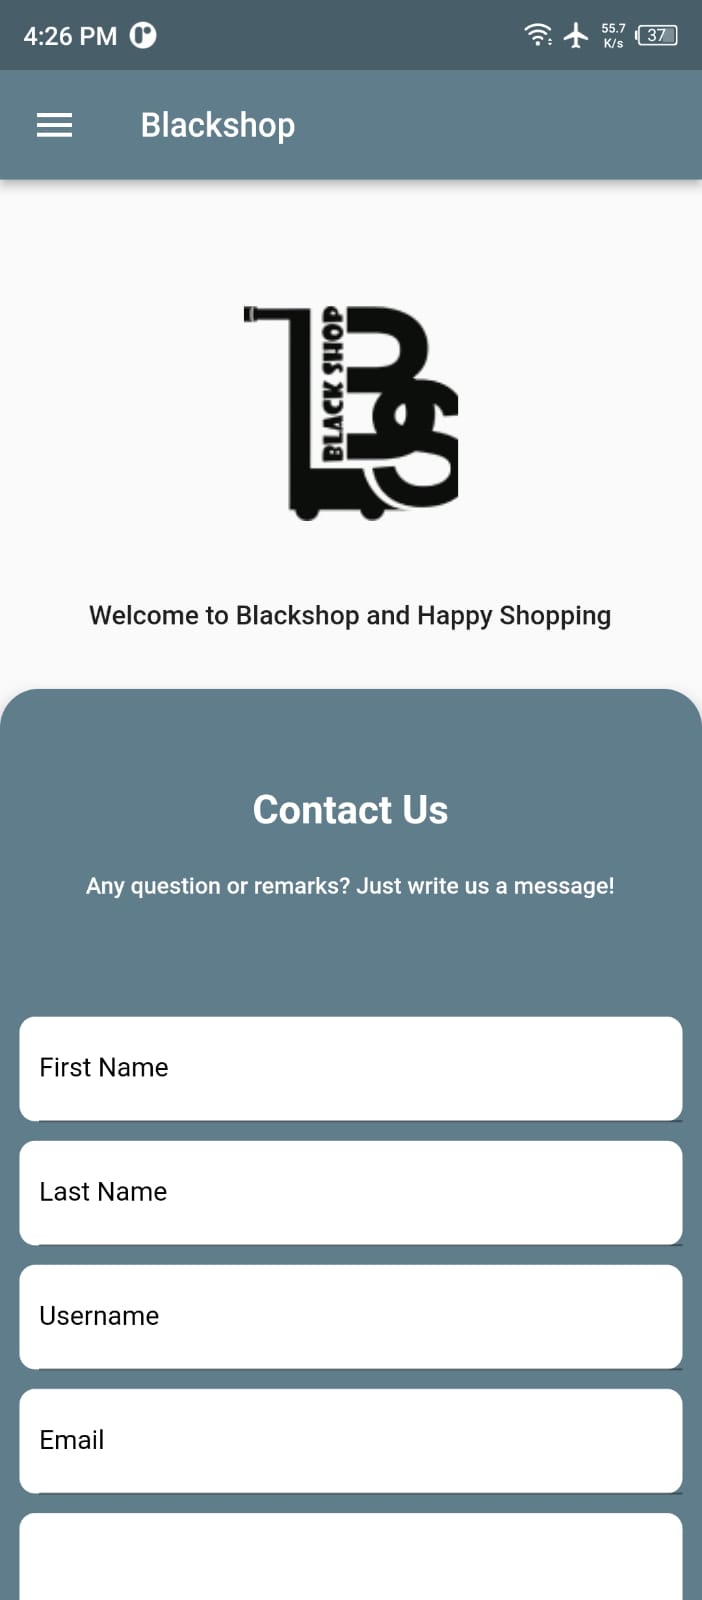 4:26 PM
55.7
K/s
37
Blackshop
BLACK SHOP
BS
Welcome to Blackshop and Happy Shopping
Contact Us
Any question or remarks? Just write us a message!
First Name
Last Name
Username
Email